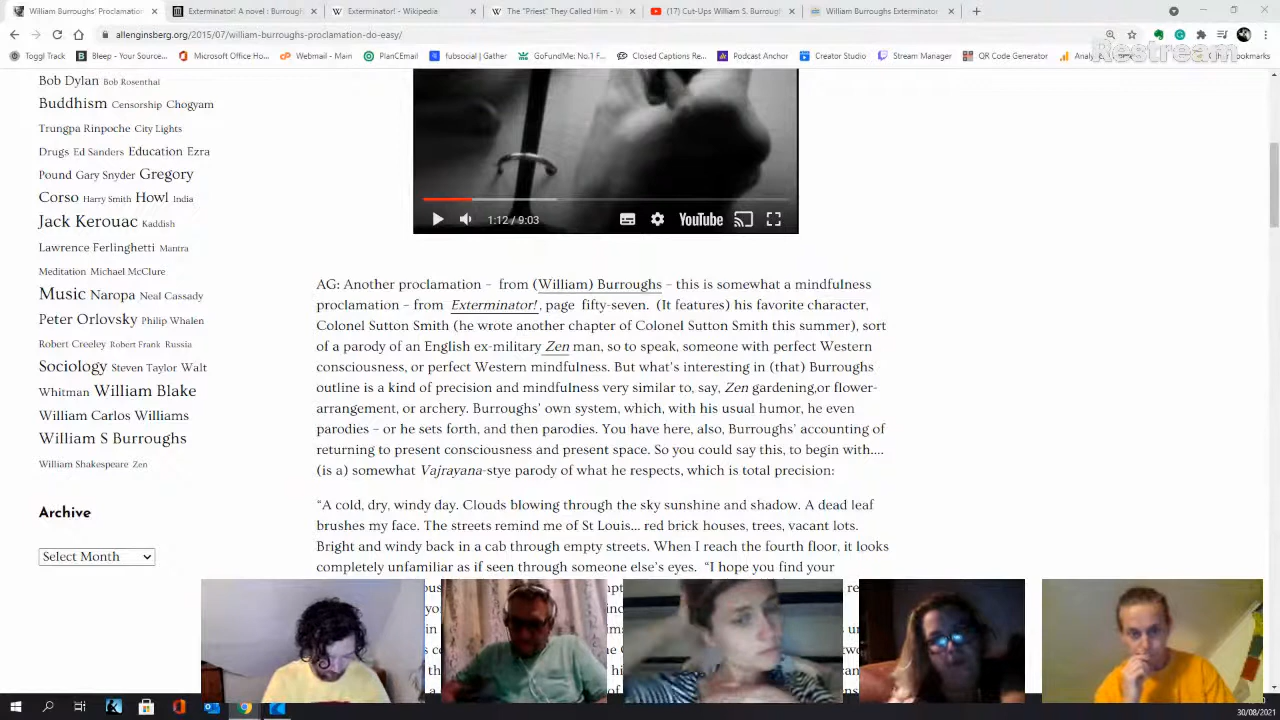 William Burroughs' Proclamation
Exterminator! A novel : Burroug
Exterminator! - Wikipedia
The "Priest" They Called Him - W
(17) Cut-Ups William S. Burroug
William Burroughs Exterminator
allenginsberg.org/2015/07/william-burroughs-proclamation-do-easy/
Toggl Track
Bleep - Your Source...
Microsoft Office Ho...
Webmail - Main
PlanCEmail
fubsocial | Gather
GoFundMe: No.1 F...
Closed Captions Re...
Podcast Anchor
Creator Studio
Stream Manager
QR Code Generator
Restream
Bob Dylan Bob Rosenthal
Buddhism Censorship Chogyam
Trungpa Rinpoche City Lights
Drugs Ed Sanders Education Ezra
Pound Gary Snyder Gregory
Corso Harry Smith Howl India
Jack Kerouac Kaddish
Lawrence Ferlinghetti Mantra
Meditation Michael McClure
Music Naropa Neal Cassady
Peter Orlovsky Philip Whalen
Robert Creeley Robert Frank Russia
Sociology Steven Taylor Walt
Whitman William Blake
William Carlos Williams
William S Burroughs
William Shakespeare Zen
Archive
Select Month
1:12 / 9:03
YouTube
AG: Another proclamation – from (William) Burroughs – this is somewhat a mindfulness
proclamation – from Exterminator!, page fifty-seven. (It features) his favorite character,
Colonel Sutton Smith (he wrote another chapter of Colonel Sutton Smith this summer), sort
of a parody of an English ex-military Zen man, so to speak, someone with perfect Western
consciousness, or perfect Western mindfulness. But what's interesting in (that) Burroughs
outline is a kind of precision and mindfulness very similar to, say, Zen gardening,or flower-
arrangement, or archery. Burroughs' own system, which, with his usual humor, he even
parodies – or he sets forth, and then parodies. You have here, also, Burroughs' accounting of
returning to present consciousness and present space. So you could say this, to begin with....
(is a) somewhat Vajrayana-stye parody of what he respects, which is total precision:
"A cold, dry, windy day. Clouds blowing through the sky sunshine and shadow. A dead leaf
brushes my face. The streets remind me of St Louis... red brick houses, trees, vacant lots.
Bright and windy back in a cab through empty streets. When I reach the fourth floor, it looks
completely unfamiliar as if seen through someone else's eyes. "I hope you find your
30/08/2021